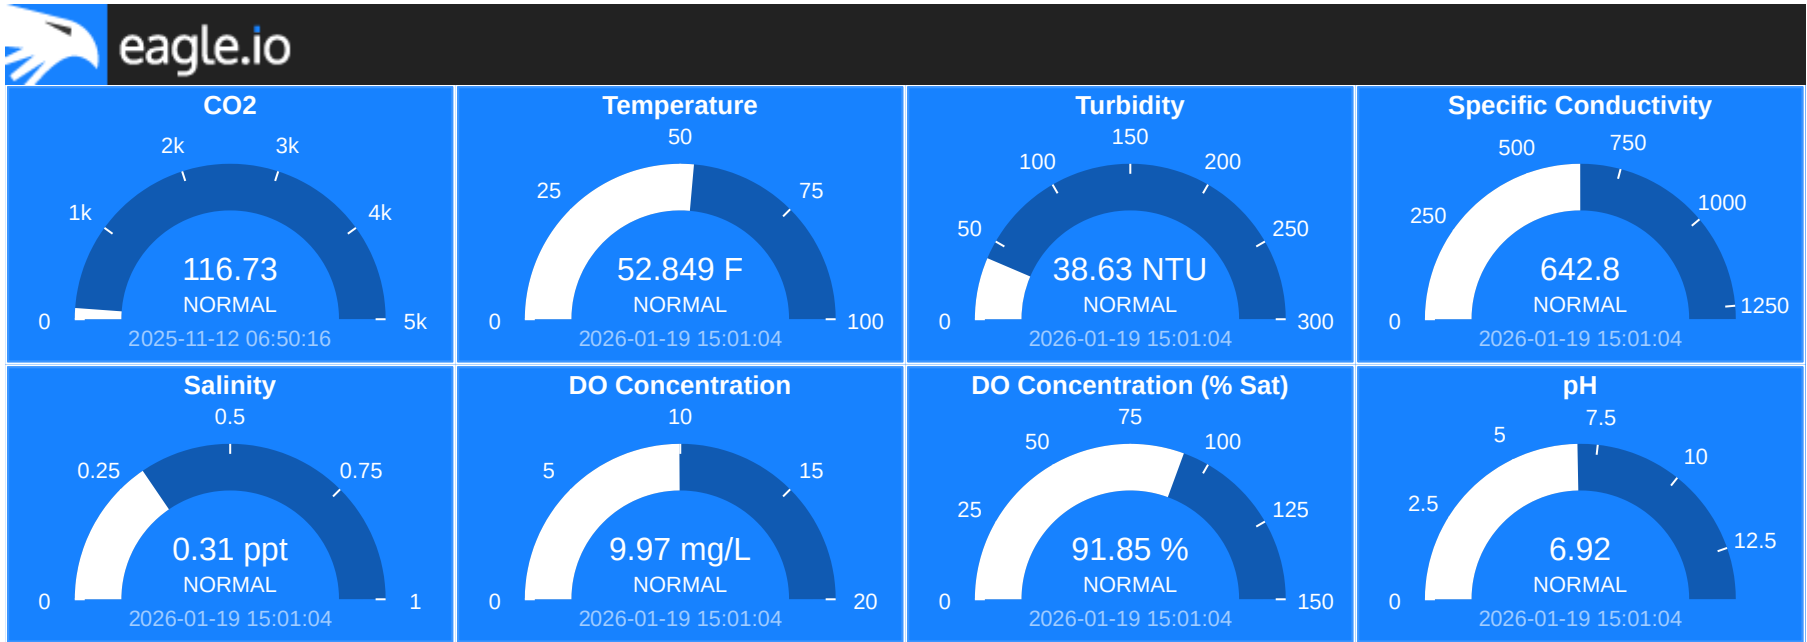 eagle.io
CO2
0
1k
2k
3k
4k
5k
116.73
NORMAL
2025-11-12 06:50:16
Temperature
0
25
50
75
100
52.849 F
NORMAL
2026-01-19 15:01:04
Turbidity
0
50
100
150
200
250
300
38.63 NTU
NORMAL
2026-01-19 15:01:04
Specific Conductivity
0
250
500
750
1000
1250
642.8
NORMAL
2026-01-19 15:01:04
Salinity
0
0.25
0.5
0.75
1
0.31 ppt
NORMAL
2026-01-19 15:01:04
DO Concentration
0
5
10
15
20
9.97 mg/L
NORMAL
2026-01-19 15:01:04
DO Concentration (% Sat)
0
25
50
75
100
125
150
91.85 %
NORMAL
2026-01-19 15:01:04
pH
0
2.5
5
7.5
10
12.5
6.92
NORMAL
2026-01-19 15:01:04